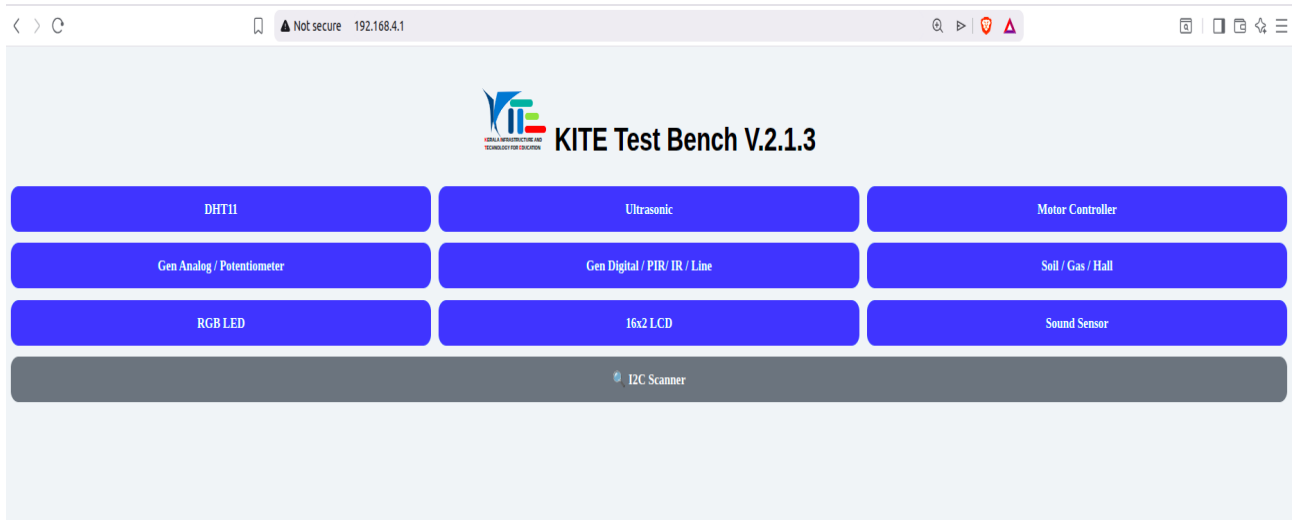 Not secure 192.168.4.1
KERALA INFRASTRUCTURE AND
TECHNOLOGY FOR EDUCATION
KITE Test Bench V.2.1.3
DHT11
Ultrasonic
Motor Controller
Gen Analog / Potentiometer
Gen Digital / PIR/ IR / Line
Soil / Gas / Hall
RGB LED
16x2 LCD
Sound Sensor
I2C Scanner